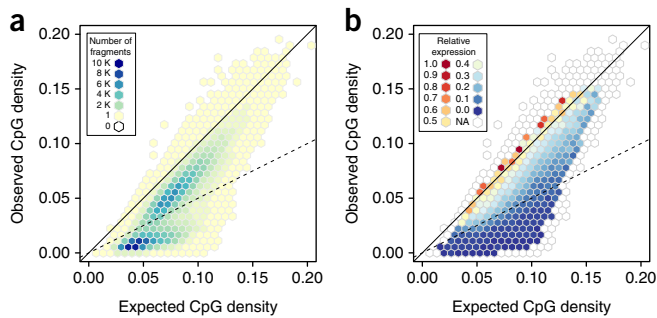 a
Number of
fragments
10 K
8 K
6 K
4 K
2 K
1
0
0.20
0.15
0.10
0.05
0.00
Observed CpG density
0.00 0.05 0.10 0.15 0.20
Expected CpG density
b
Relative
expression
1.0 0.4
0.9 0.3
0.8 0.2
0.7 0.1
0.6 0.0
0.5 NA
0.20
0.15
0.10
0.05
0.00
Observed CpG density
0.00 0.05 0.10 0.15 0.20
Expected CpG density